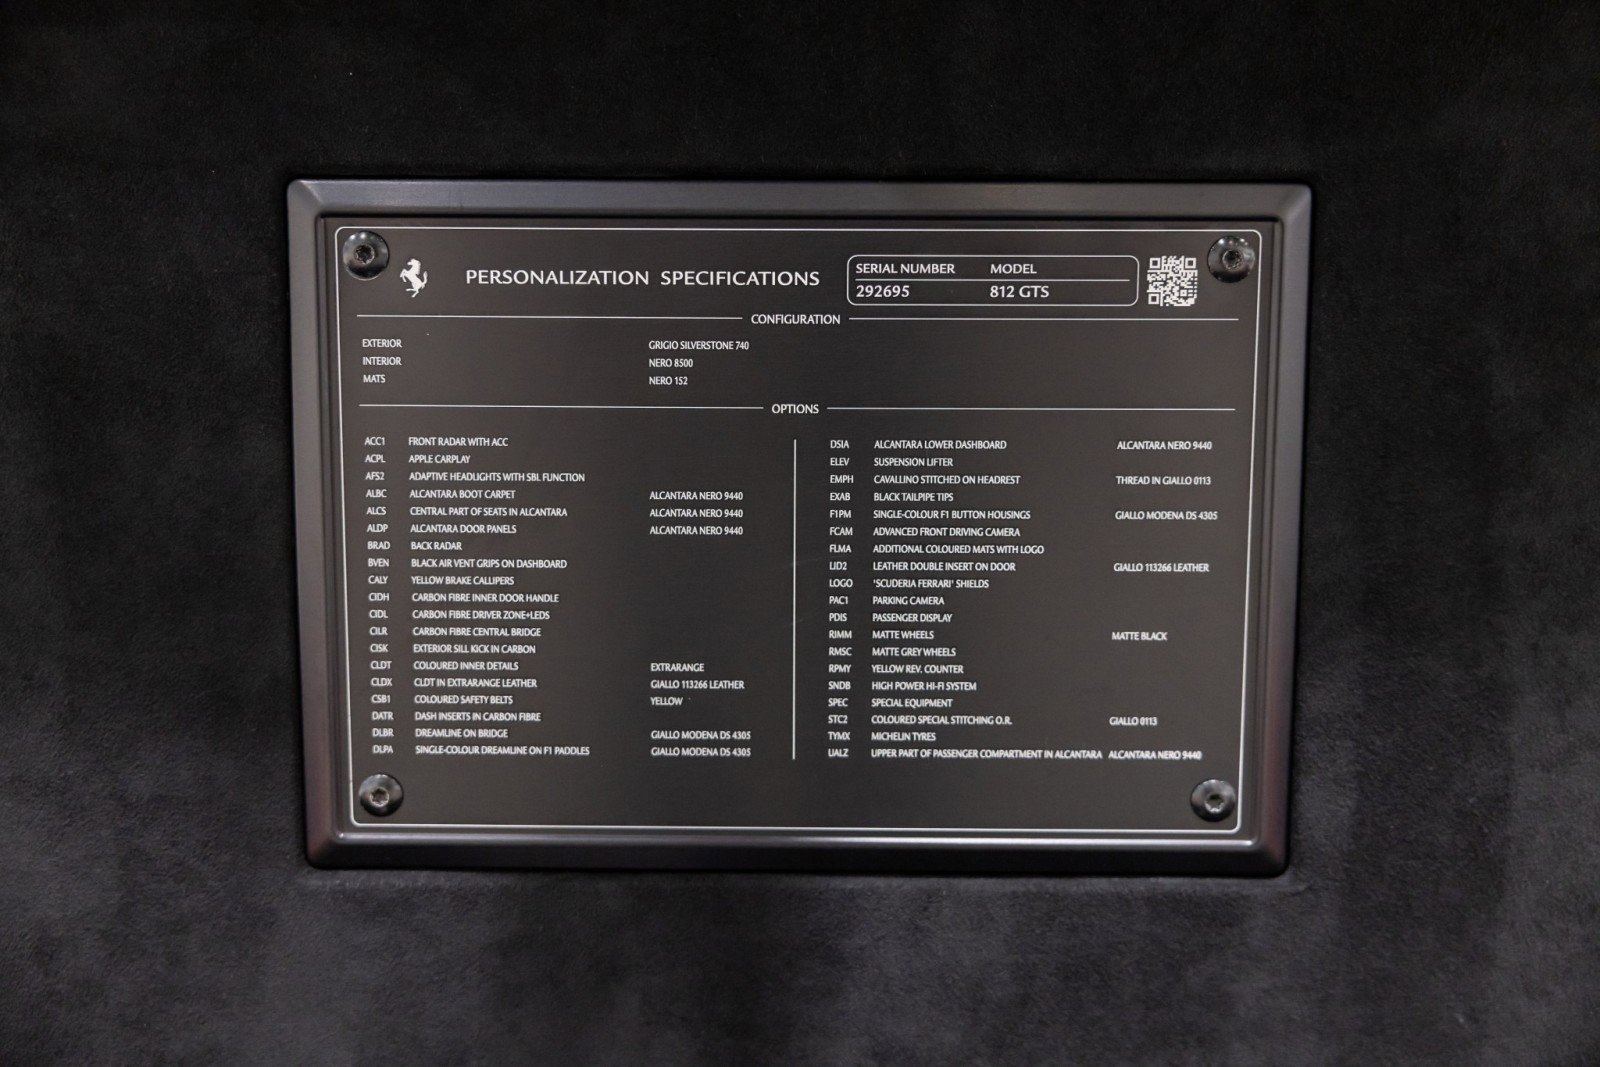 PERSONALIZATION SPECIFICATIONS
SERIAL NUMBER MODEL
292695 812 GTS
CONFIGURATION
EXTERIOR GRIGIO SILVERSTONE 740
INTERIOR NERO 8500
MATS NERO 152
OPTIONS
ACC1 FRONT RADAR WITH ACC
ACPL APPLE CARPLAY
AFS2 ADAPTIVE HEADLIGHTS WITH SBL FUNCTION
ALBC ALCANTARA BOOT CARPET ALCANTARA NERO 9440
ALCS CENTRAL PART OF SEATS IN ALCANTARA ALCANTARA NERO 9440
ALDP ALCANTARA DOOR PANELS ALCANTARA NERO 9440
BRAD BACK RADAR
BVEN BLACK AIR VENT GRIPS ON DASHBOARD
CALY YELLOW BRAKE CALLIPERS
CIDH CARBON FIBRE INNER DOOR HANDLE
CIDL CARBON FIBRE DRIVER ZONE+LEDS
CILR CARBON FIBRE CENTRAL BRIDGE
CISK EXTERIOR SILL KICK IN CARBON
CLDT COLOURED INNER DETAILS EXTRARANGE
CLDX CLDT IN EXTRARANGE LEATHER GIALLO 113266 LEATHER
CSB1 COLOURED SAFETY BELTS YELLOW
DATR DASH INSERTS IN CARBON FIBRE
DLBR DREAMLINE ON BRIDGE GIALLO MODENA DS 4305
DLPA SINGLE-COLOUR DREAMLINE ON F1 PADDLES GIALLO MODENA DS 4305
DSIA ALCANTARA LOWER DASHBOARD ALCANTARA NERO 9440
ELEV SUSPENSION LIFTER
EMPH CAVALLINO STITCHED ON HEADREST THREAD IN GIALLO 0113
EXAB BLACK TAILPIPE TIPS
F1PM SINGLE-COLOUR F1 BUTTON HOUSINGS GIALLO MODENA DS 4305
FCAM ADVANCED FRONT DRIVING CAMERA
FLMA ADDITIONAL COLOURED MATS WITH LOGO
LID2 LEATHER DOUBLE INSERT ON DOOR GIALLO 113266 LEATHER
LOGO 'SCUDERIA FERRARI' SHIELDS
PAC1 PARKING CAMERA
PDIS PASSENGER DISPLAY
RIMM MATTE WHEELS MATTE BLACK
RMSC MATTE GREY WHEELS
RPMY YELLOW REV. COUNTER
SNDB HIGH POWER HI-FI SYSTEM
SPEC SPECIAL EQUIPMENT
STC2 COLOURED SPECIAL STITCHING O.R. GIALLO 0113
TYMX MICHELIN TYRES
UALZ UPPER PART OF PASSENGER COMPARTMENT IN ALCANTARA ALCANTARA NERO 9440